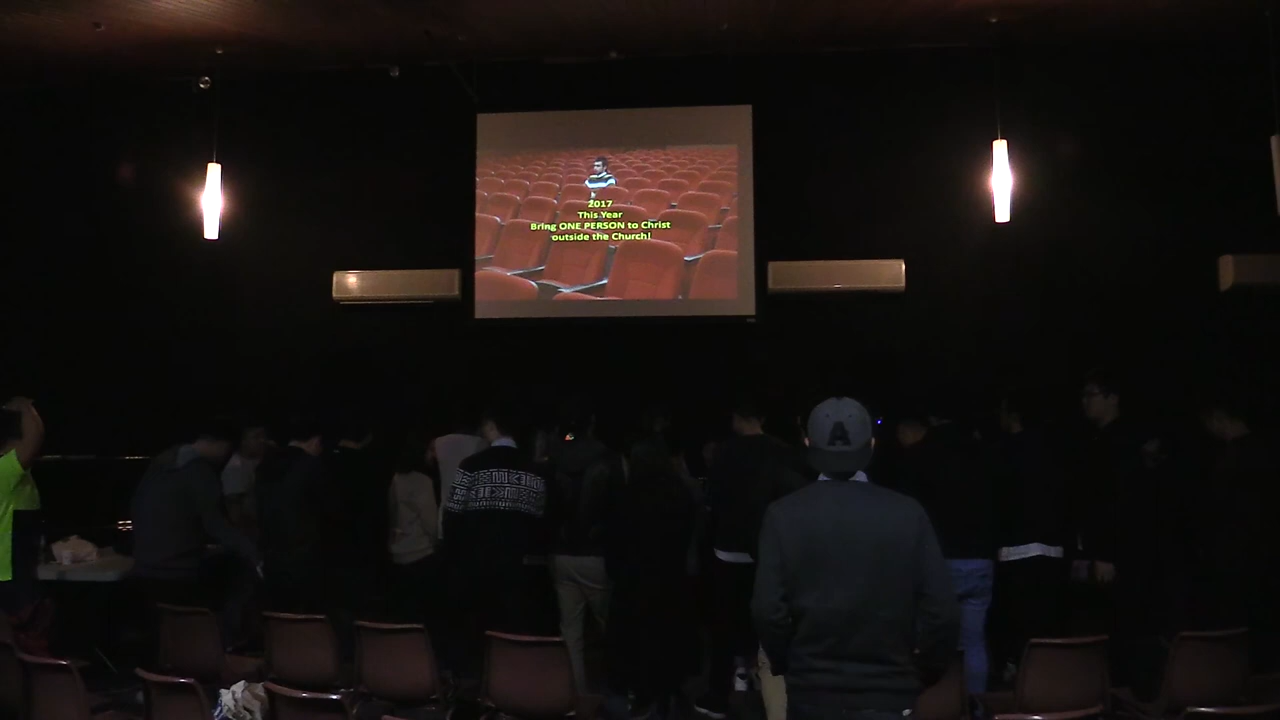 2017
This Year
Bring ONE PERSON to Christ
outside the Church!
A